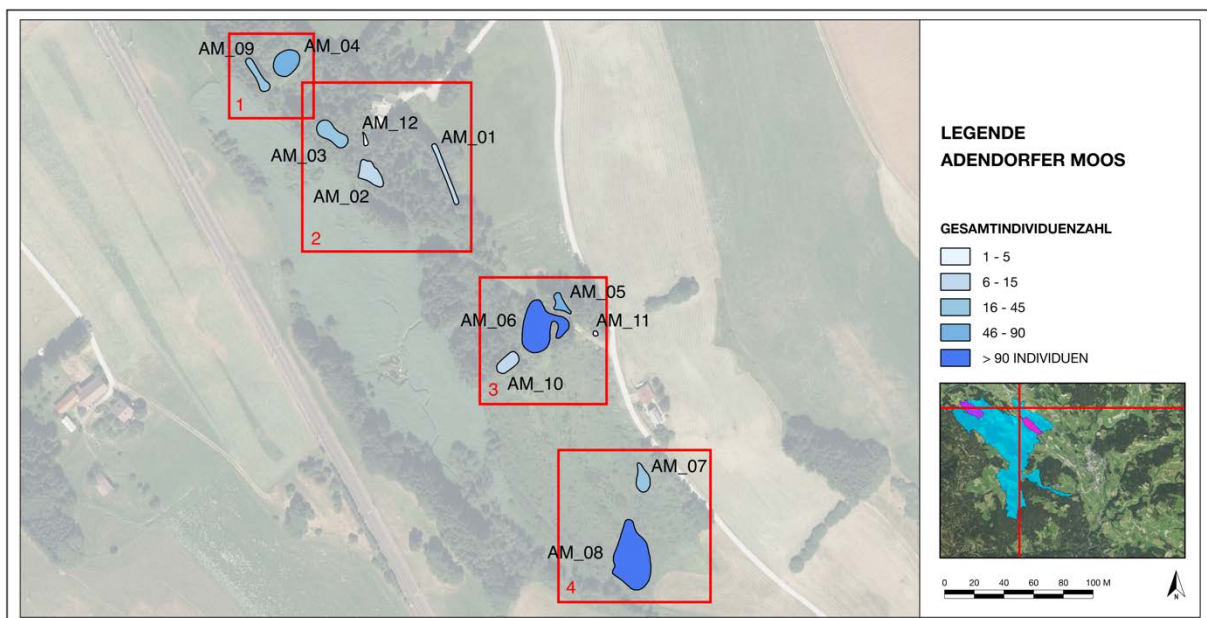 AM_09
AM_04
1
AM_12
AM_01
AM_03
AM_02
2
AM_05
AM_06
AM_11
AM_10
3
AM_07
AM_08
4
LEGENDE
ADENDORFER MOOS
GESAMTINDIVIDUENZAHL
1 - 5
6 - 15
16 - 45
46 - 90
> 90 INDIVIDUEN
0 20 40 60 80 100 M
N